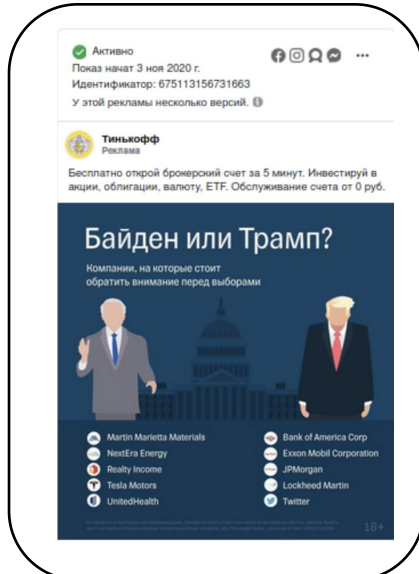 Активно
Показ начат 3 ноя 2020 г.
Идентификатор: 675113156731663
У этой рекламы несколько версий.
Тинькофф
Реклама
Бесплатно открой брокерский счет за 5 минут. Инвестируй в
акции, облигации, валюту, ETF. Обслуживание счета от 0 руб.
Байден или Трамп?
Компании, на которые стоит
обратить внимание перед выборами
Martin Marietta Materials
NextEra Energy
Realty Income
Tesla Motors
UnitedHealth
Bank of America Corp
Exxon Mobil Corporation
JPMorgan
Lockheed Martin
Twitter
18+